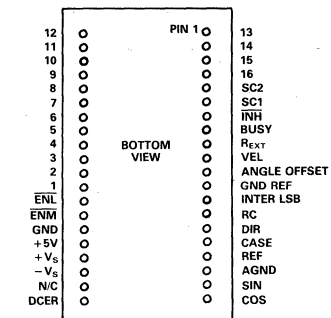 12 PIN 1 13
11 14
10 15
9 16
8 SC2
7 SC1
6 INH
5 BUSY
4 BOTTOM R_EXT
3 VIEW VEL
2 ANGLE OFFSET
1 GND REF
ENL INTER LSB
ENM RC
GND DIR
+5V CASE
+V_S REF
−V_S AGND
N/C SIN
DCER COS